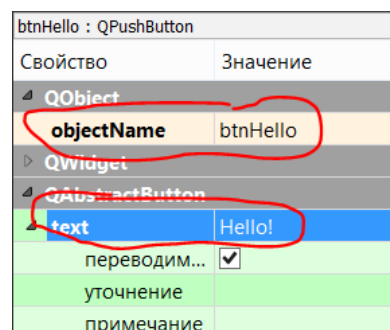 btnHello : QPushButton
Свойство Значение
QObject
objectName btnHello
QWidget
QAbstractButton
text Hello!
переводим...
уточнение
примечание